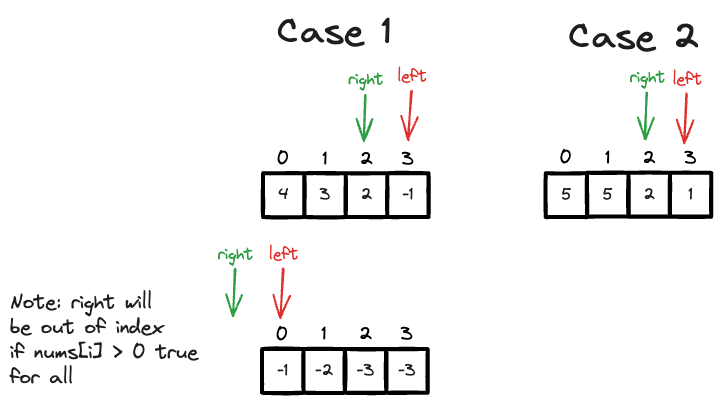 Case 1
Case 2
right left
right left
0 1 2 3
0 1 2 3
4 3 2 -1
5 5 2 1
right left
Note: right will
be out of index
if nums[i] > 0 true
for all
0 1 2 3
-1 -2 -3 -3